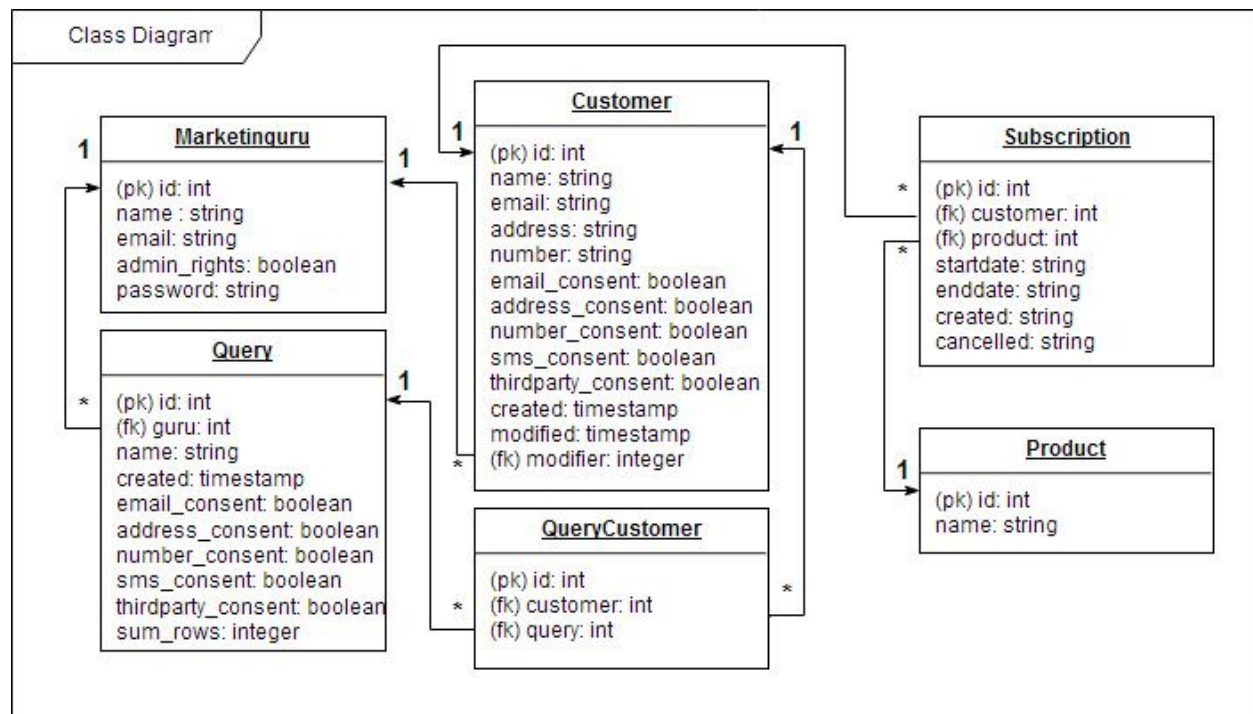 Class Diagram
Marketinguru
(pk) id: int
name : string
email: string
admin_rights: boolean
password: string
1
1
Query
(pk) id: int
(fk) guru: int
name: string
created: timestamp
email_consent: boolean
address_consent: boolean
number_consent: boolean
sms_consent: boolean
thirdparty_consent: boolean
sum_rows: integer
*
1
Customer
(pk) id: int
name: string
email: string
address: string
number: string
email_consent: boolean
address_consent: boolean
number_consent: boolean
sms_consent: boolean
thirdparty_consent: boolean
created: timestamp
modified: timestamp
(fk) modifier: integer
1
1
*
QueryCustomer
(pk) id: int
(fk) customer: int
(fk) query: int
*
*
Subscription
(pk) id: int
(fk) customer: int
(fk) product: int
startdate: string
enddate: string
created: string
cancelled: string
*
*
Product
(pk) id: int
name: string
1